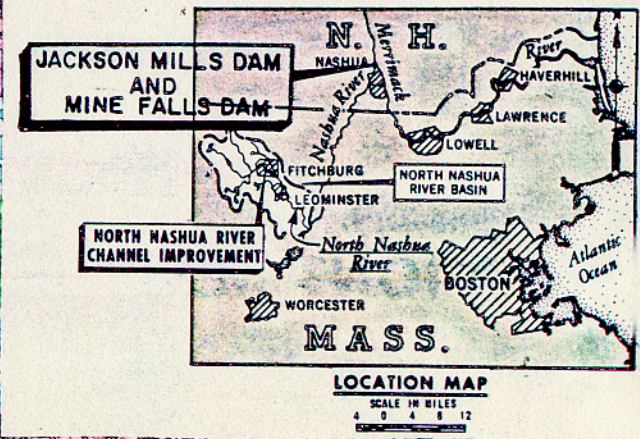 N. H.
JACKSON MILLS DAM
AND
MINE FALLS DAM
NASHUA
Merrimack
River
HAVERHILL
LAWRENCE
LOWELL
Nashua River
FITCHBURG
LEOMINSTER
NORTH NASHUA
RIVER BASIN
NORTH NASHUA RIVER
CHANNEL IMPROVEMENT
North Nashua
River
BOSTON
Atlantic
Ocean
WORCESTER
MASS.
LOCATION MAP
SCALE IN MILES
4 0 4 8 12